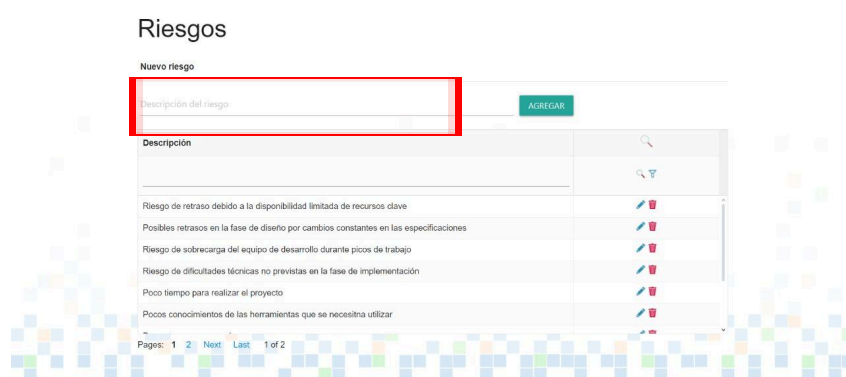 Riesgos
Nuevo riesgo
Descripción del riesgo
AGREGAR
Descripción
Riesgo de retraso debido a la disponibilidad limitada de recursos clave
Posibles retrasos en la fase de diseño por cambios constantes en las especificaciones
Riesgo de sobrecarga del equipo de desarrollo durante picos de trabajo
Riesgo de dificultades técnicas no previstas en la fase de implementación
Poco tiempo para realizar el proyecto
Pocos conocimientos de las herramientas que se necesitna utilizar
Pages: 1 2 Next Last 1 of 2